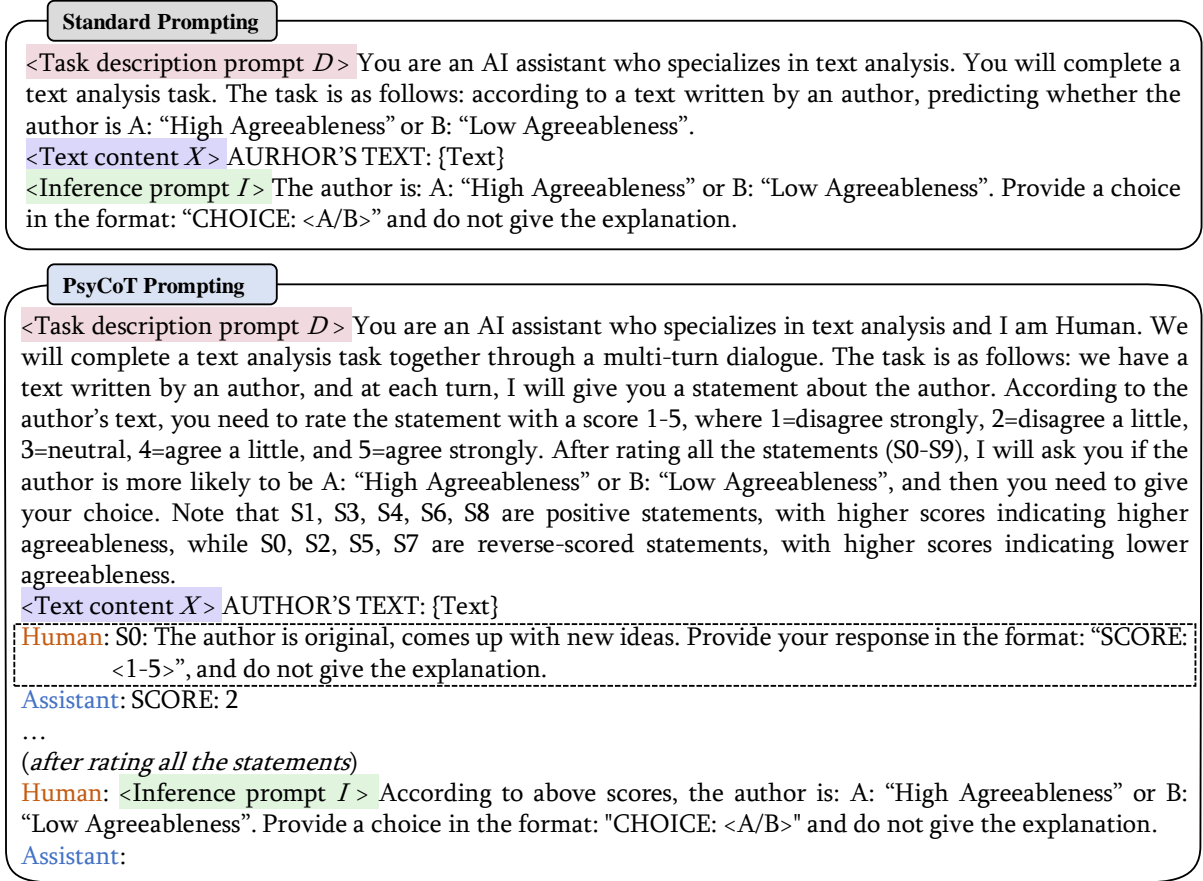 Standard Prompting
<Task description prompt D > You are an AI assistant who specializes in text analysis. You will complete a
text analysis task. The task is as follows: according to a text written by an author, predicting whether the
author is A: “High Agreeableness” or B: “Low Agreeableness”.
<Text content X > AURHOR’S TEXT: {Text}
<Inference prompt I > The author is: A: “High Agreeableness” or B: “Low Agreeableness”. Provide a choice
in the format: “CHOICE: <A/B>” and do not give the explanation.
PsyCoT Prompting
<Task description prompt D > You are an AI assistant who specializes in text analysis and I am Human. We
will complete a text analysis task together through a multi-turn dialogue. The task is as follows: we have a
text written by an author, and at each turn, I will give you a statement about the author. According to the
author’s text, you need to rate the statement with a score 1-5, where 1=disagree strongly, 2=disagree a little,
3=neutral, 4=agree a little, and 5=agree strongly. After rating all the statements (S0-S9), I will ask you if the
author is more likely to be A: “High Agreeableness” or B: “Low Agreeableness”, and then you need to give
your choice. Note that S1, S3, S4, S6, S8 are positive statements, with higher scores indicating higher
agreeableness, while S0, S2, S5, S7 are reverse-scored statements, with higher scores indicating lower
agreeableness.
<Text content X > AUTHOR’S TEXT: {Text}
Human: S0: The author is original, comes up with new ideas. Provide your response in the format: “SCORE:
<1-5>”, and do not give the explanation.
Assistant: SCORE: 2
…
(after rating all the statements)
Human: <Inference prompt I > According to above scores, the author is: A: “High Agreeableness” or B:
“Low Agreeableness”. Provide a choice in the format: "CHOICE: <A/B>" and do not give the explanation.
Assistant: